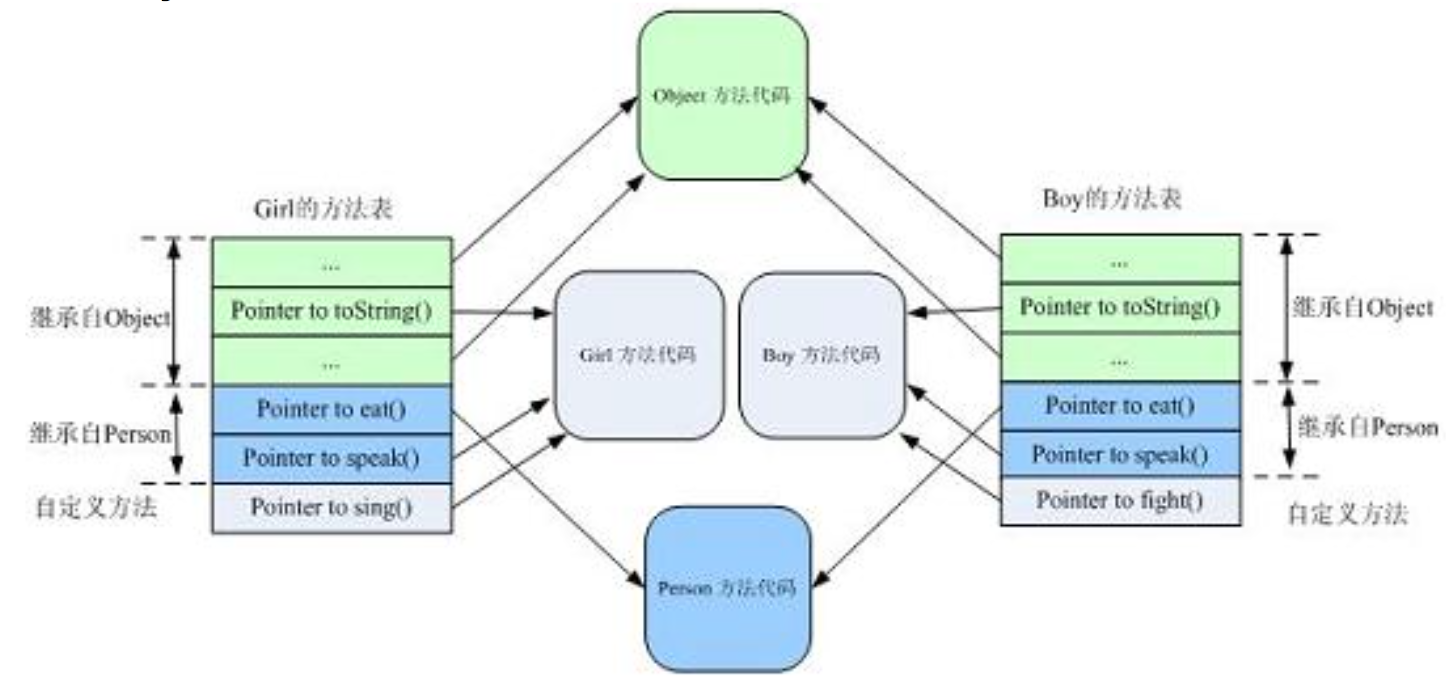 Object 方法代码
Girl的方法表
...
Pointer to toString()
...
Pointer to eat()
Pointer to speak()
Pointer to sing()
继承自Object
继承自Person
自定义方法
Girl 方法代码
Boy 方法代码
Person 方法代码
Boy的方法表
...
Pointer to toString()
...
Pointer to eat()
Pointer to speak()
Pointer to fight()
继承自Object
继承自Person
自定义方法